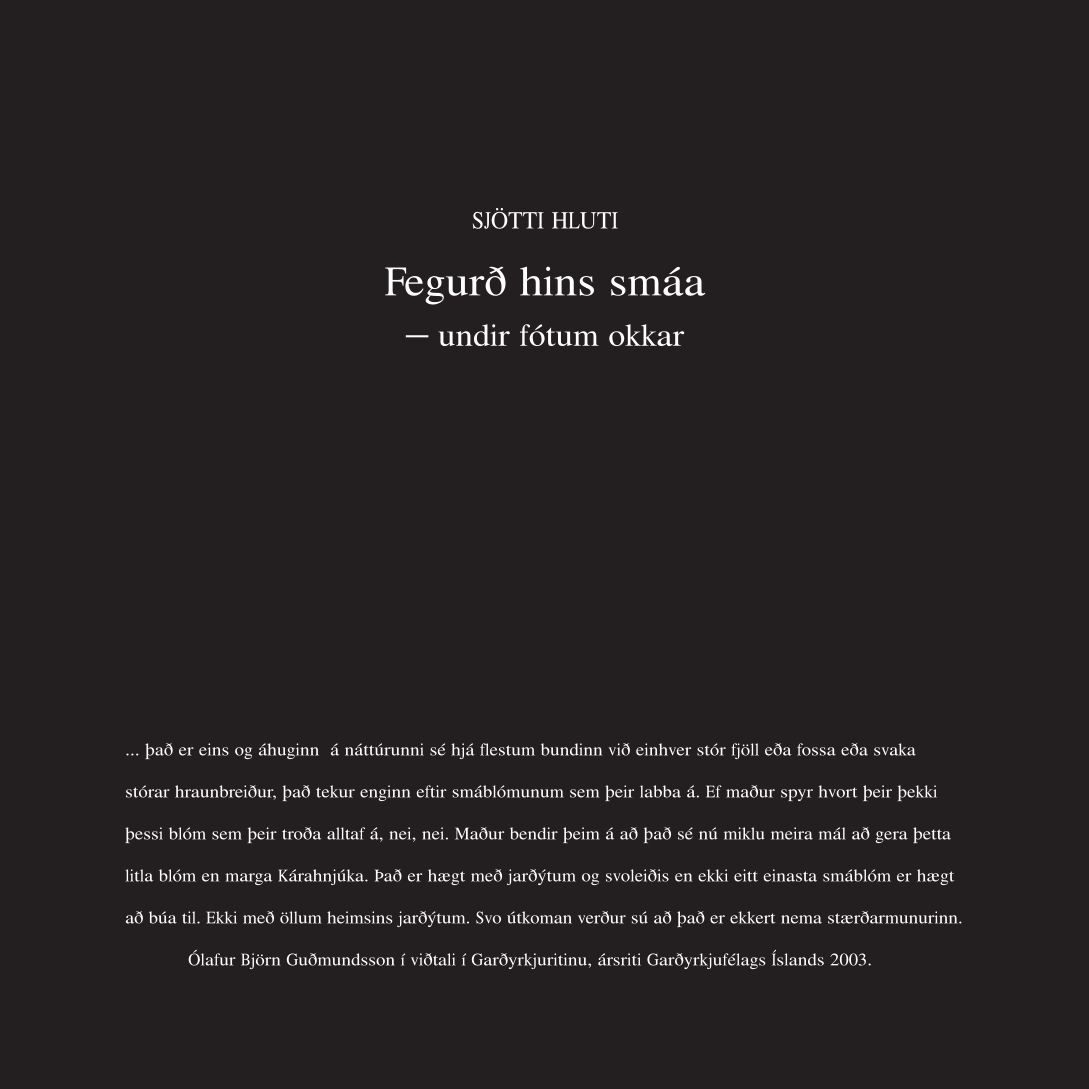 SJÖTTI HLUTI
Fegurð hins smáa
– undir fótum okkar
... það er eins og áhuginn  á náttúrunni sé hjá flestum bundinn við einhver stór fjöll eða fossa eða svaka
stórar hraunbreiður, það tekur enginn eftir smáblómunum sem þeir labba á. Ef maður spyr hvort þeir þekki
þessi blóm sem þeir troða alltaf á, nei, nei. Maður bendir þeim á að það sé nú miklu meira mál að gera þetta
litla blóm en marga Kárahnjúka. Það er hægt með jarðýtum og svoleiðis en ekki eitt einasta smáblóm er hægt
að búa til. Ekki með öllum heimsins jarðýtum. Svo útkoman verður sú að það er ekkert nema stærðarmunurinn.
Ólafur Björn Guðmundsson í viðtali í Garðyrkjuritinu, ársriti Garðyrkjufélags Íslands 2003.